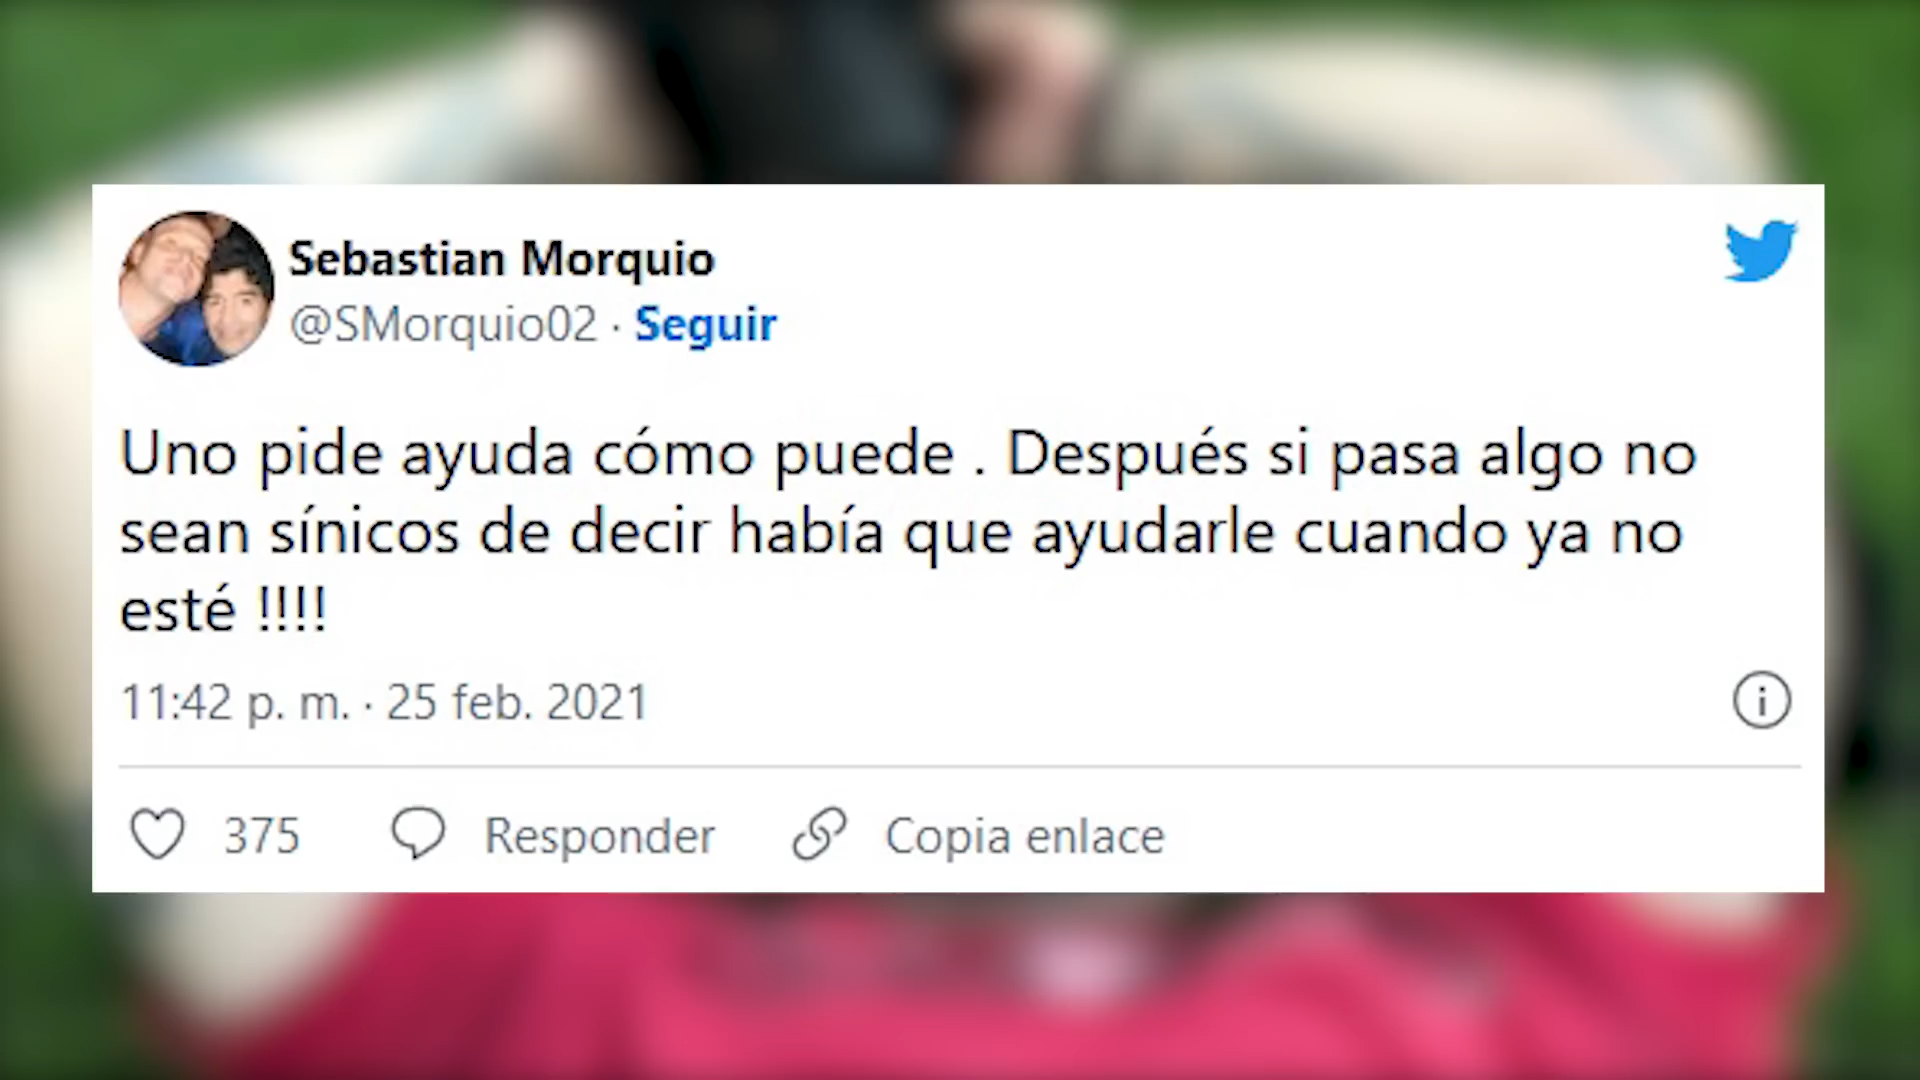 Sebastian Morquio
@SMorquio02 · Seguir
Uno pide ayuda cómo puede . Después si pasa algo no
sean sínicos de decir había que ayudarle cuando ya no
esté !!!!
11:42 p. m. · 25 feb. 2021
375 Responder Copia enlace